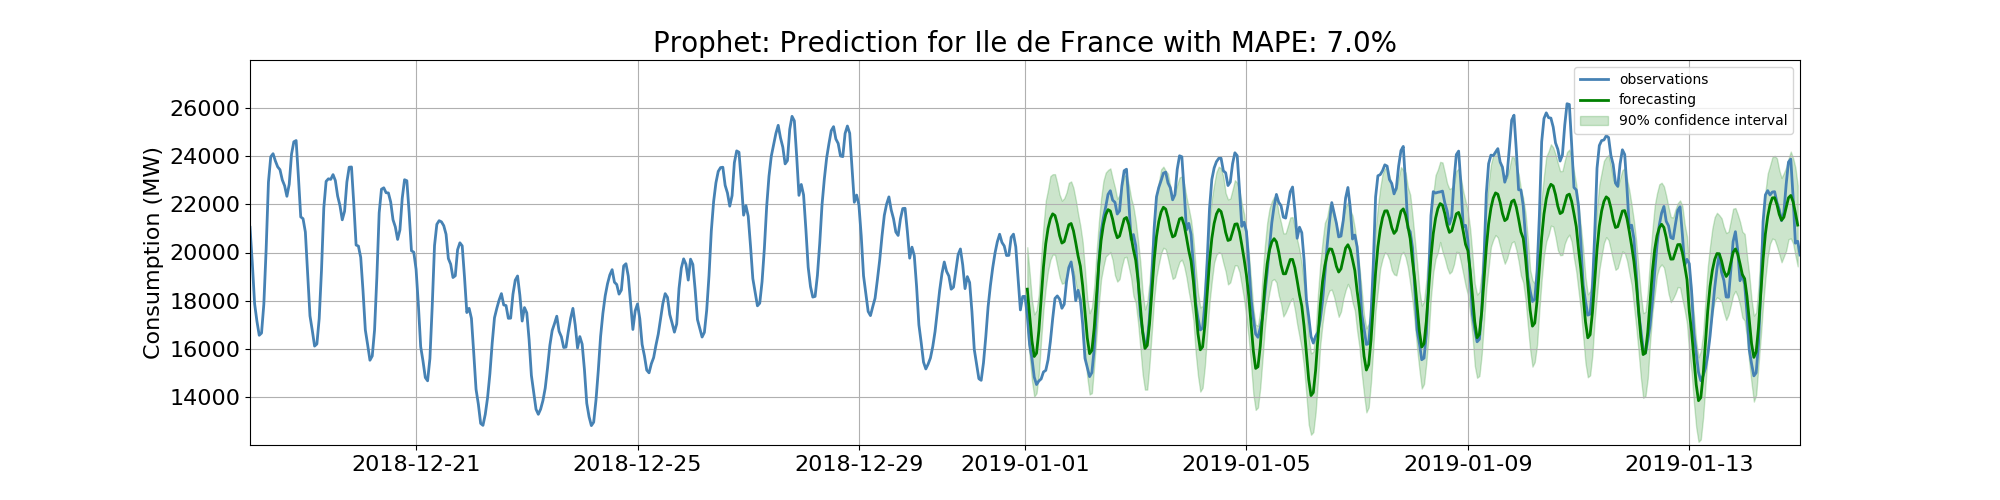 Prophet: Prediction for Ile de France with MAPE: 7.0%
observations
forecasting
90% confidence interval
Consumption (MW)
26000
24000
22000
20000
18000
16000
14000
2018-12-21
2018-12-25
2018-12-29
2019-01-01
2019-01-05
2019-01-09
2019-01-13